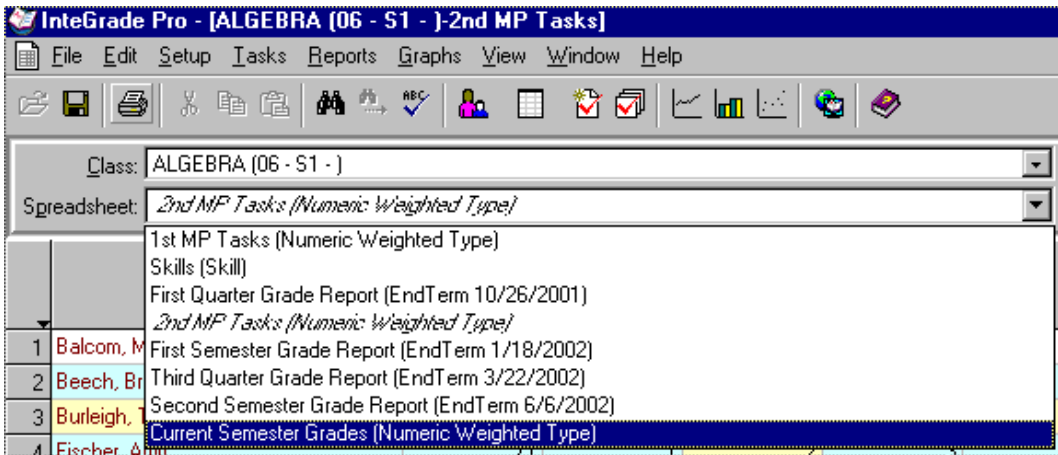 InteGrade Pro - [ALGEBRA (06 - S1 - )-2nd MP Tasks]
File Edit Setup Tasks Reports Graphs View Window Help
ABC
Class: ALGEBRA (06 - S1 - )
Spreadsheet: 2nd MP Tasks (Numeric Weighted Type)
1st MP Tasks (Numeric Weighted Type)
Skills (Skill)
First Quarter Grade Report (EndTerm 10/26/2001)
2nd MP Tasks (Numeric Weighted Type)
1 Balcom, M First Semester Grade Report (EndTerm 1/18/2002)
2 Beech, Br Third Quarter Grade Report (EndTerm 3/22/2002)
3 Burleigh, Second Semester Grade Report (EndTerm 6/6/2002)
Current Semester Grades (Numeric Weighted Type)
4 Fischer,